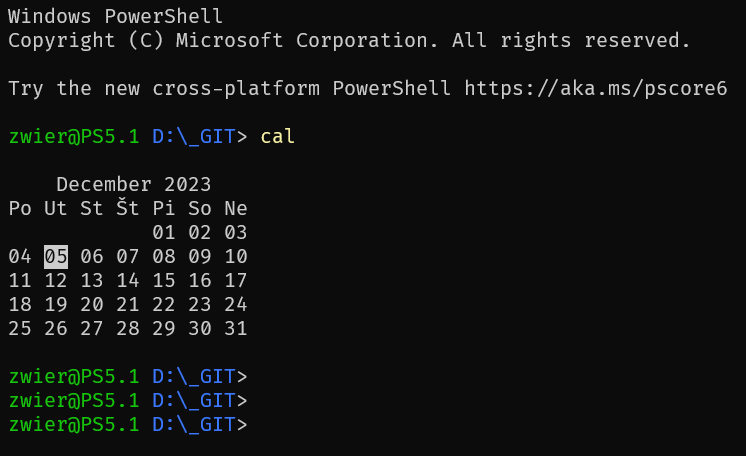 Windows PowerShell
Copyright (C) Microsoft Corporation. All rights reserved.
Try the new cross-platform PowerShell https://aka.ms/pscore6
zwier@PS5.1 D:\_GIT> cal
December 2023
Po Ut St Št Pi So Ne
01 02 03
04 05 06 07 08 09 10
11 12 13 14 15 16 17
18 19 20 21 22 23 24
25 26 27 28 29 30 31
zwier@PS5.1 D:\_GIT>
zwier@PS5.1 D:\_GIT>
zwier@PS5.1 D:\_GIT>